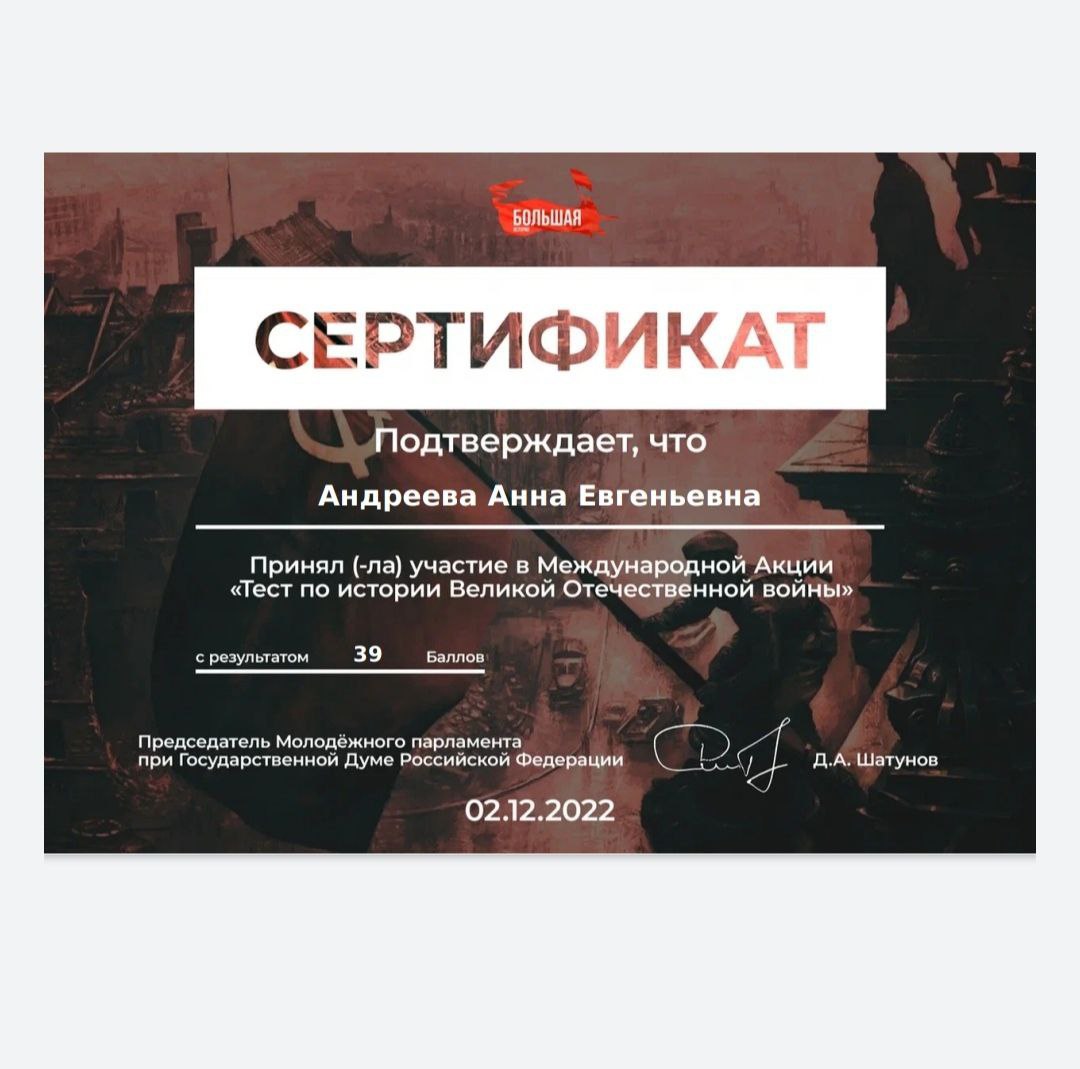 БОЛЬШАЯ
СЕРТИФИКАТ
Подтверждает, что
Андреева Анна Евгеньевна
Принял (-ла) участие в Международной Акции
«Тест по истории Великой Отечественной войны»
с результатом 39 Баллов
Председатель Молодёжного парламента
при Государственной Думе Российской Федерации
Д.А. Шатунов
02.12.2022